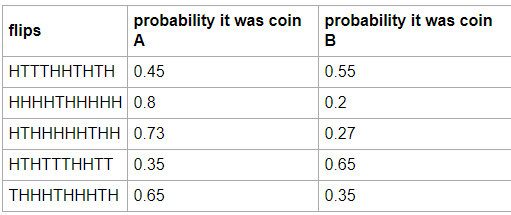 flips probability it was coin A probability it was coin B
HTTTHHTHTH 0.45 0.55
HHHHTHHHHH 0.8 0.2
HTHHHHHTHH 0.73 0.27
HTHTTTHHTT 0.35 0.65
THHHTHHHTH 0.65 0.35